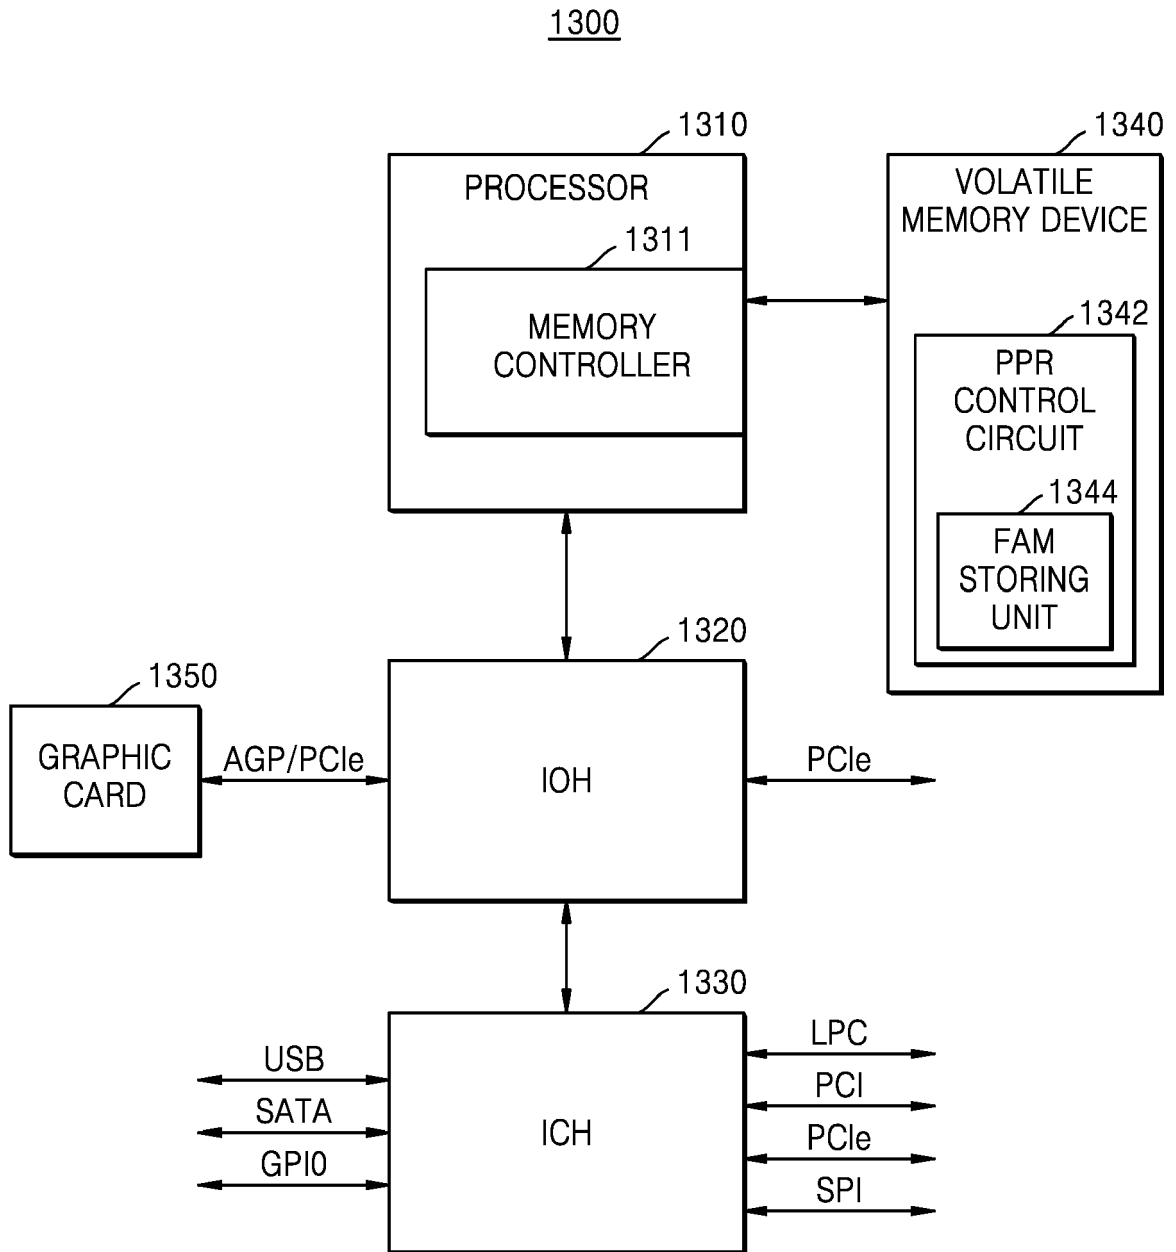 1300
1310
PROCESSOR
1311
MEMORY
CONTROLLER
1340
VOLATILE
MEMORY DEVICE
1342
PPR
CONTROL
CIRCUIT
1344
FAM
STORING
UNIT
1320
IOH
1350
GRAPHIC
CARD
AGP/PCIe
PCIe
1330
ICH
USB
SATA
GPI0
LPC
PCI
PCIe
SPI